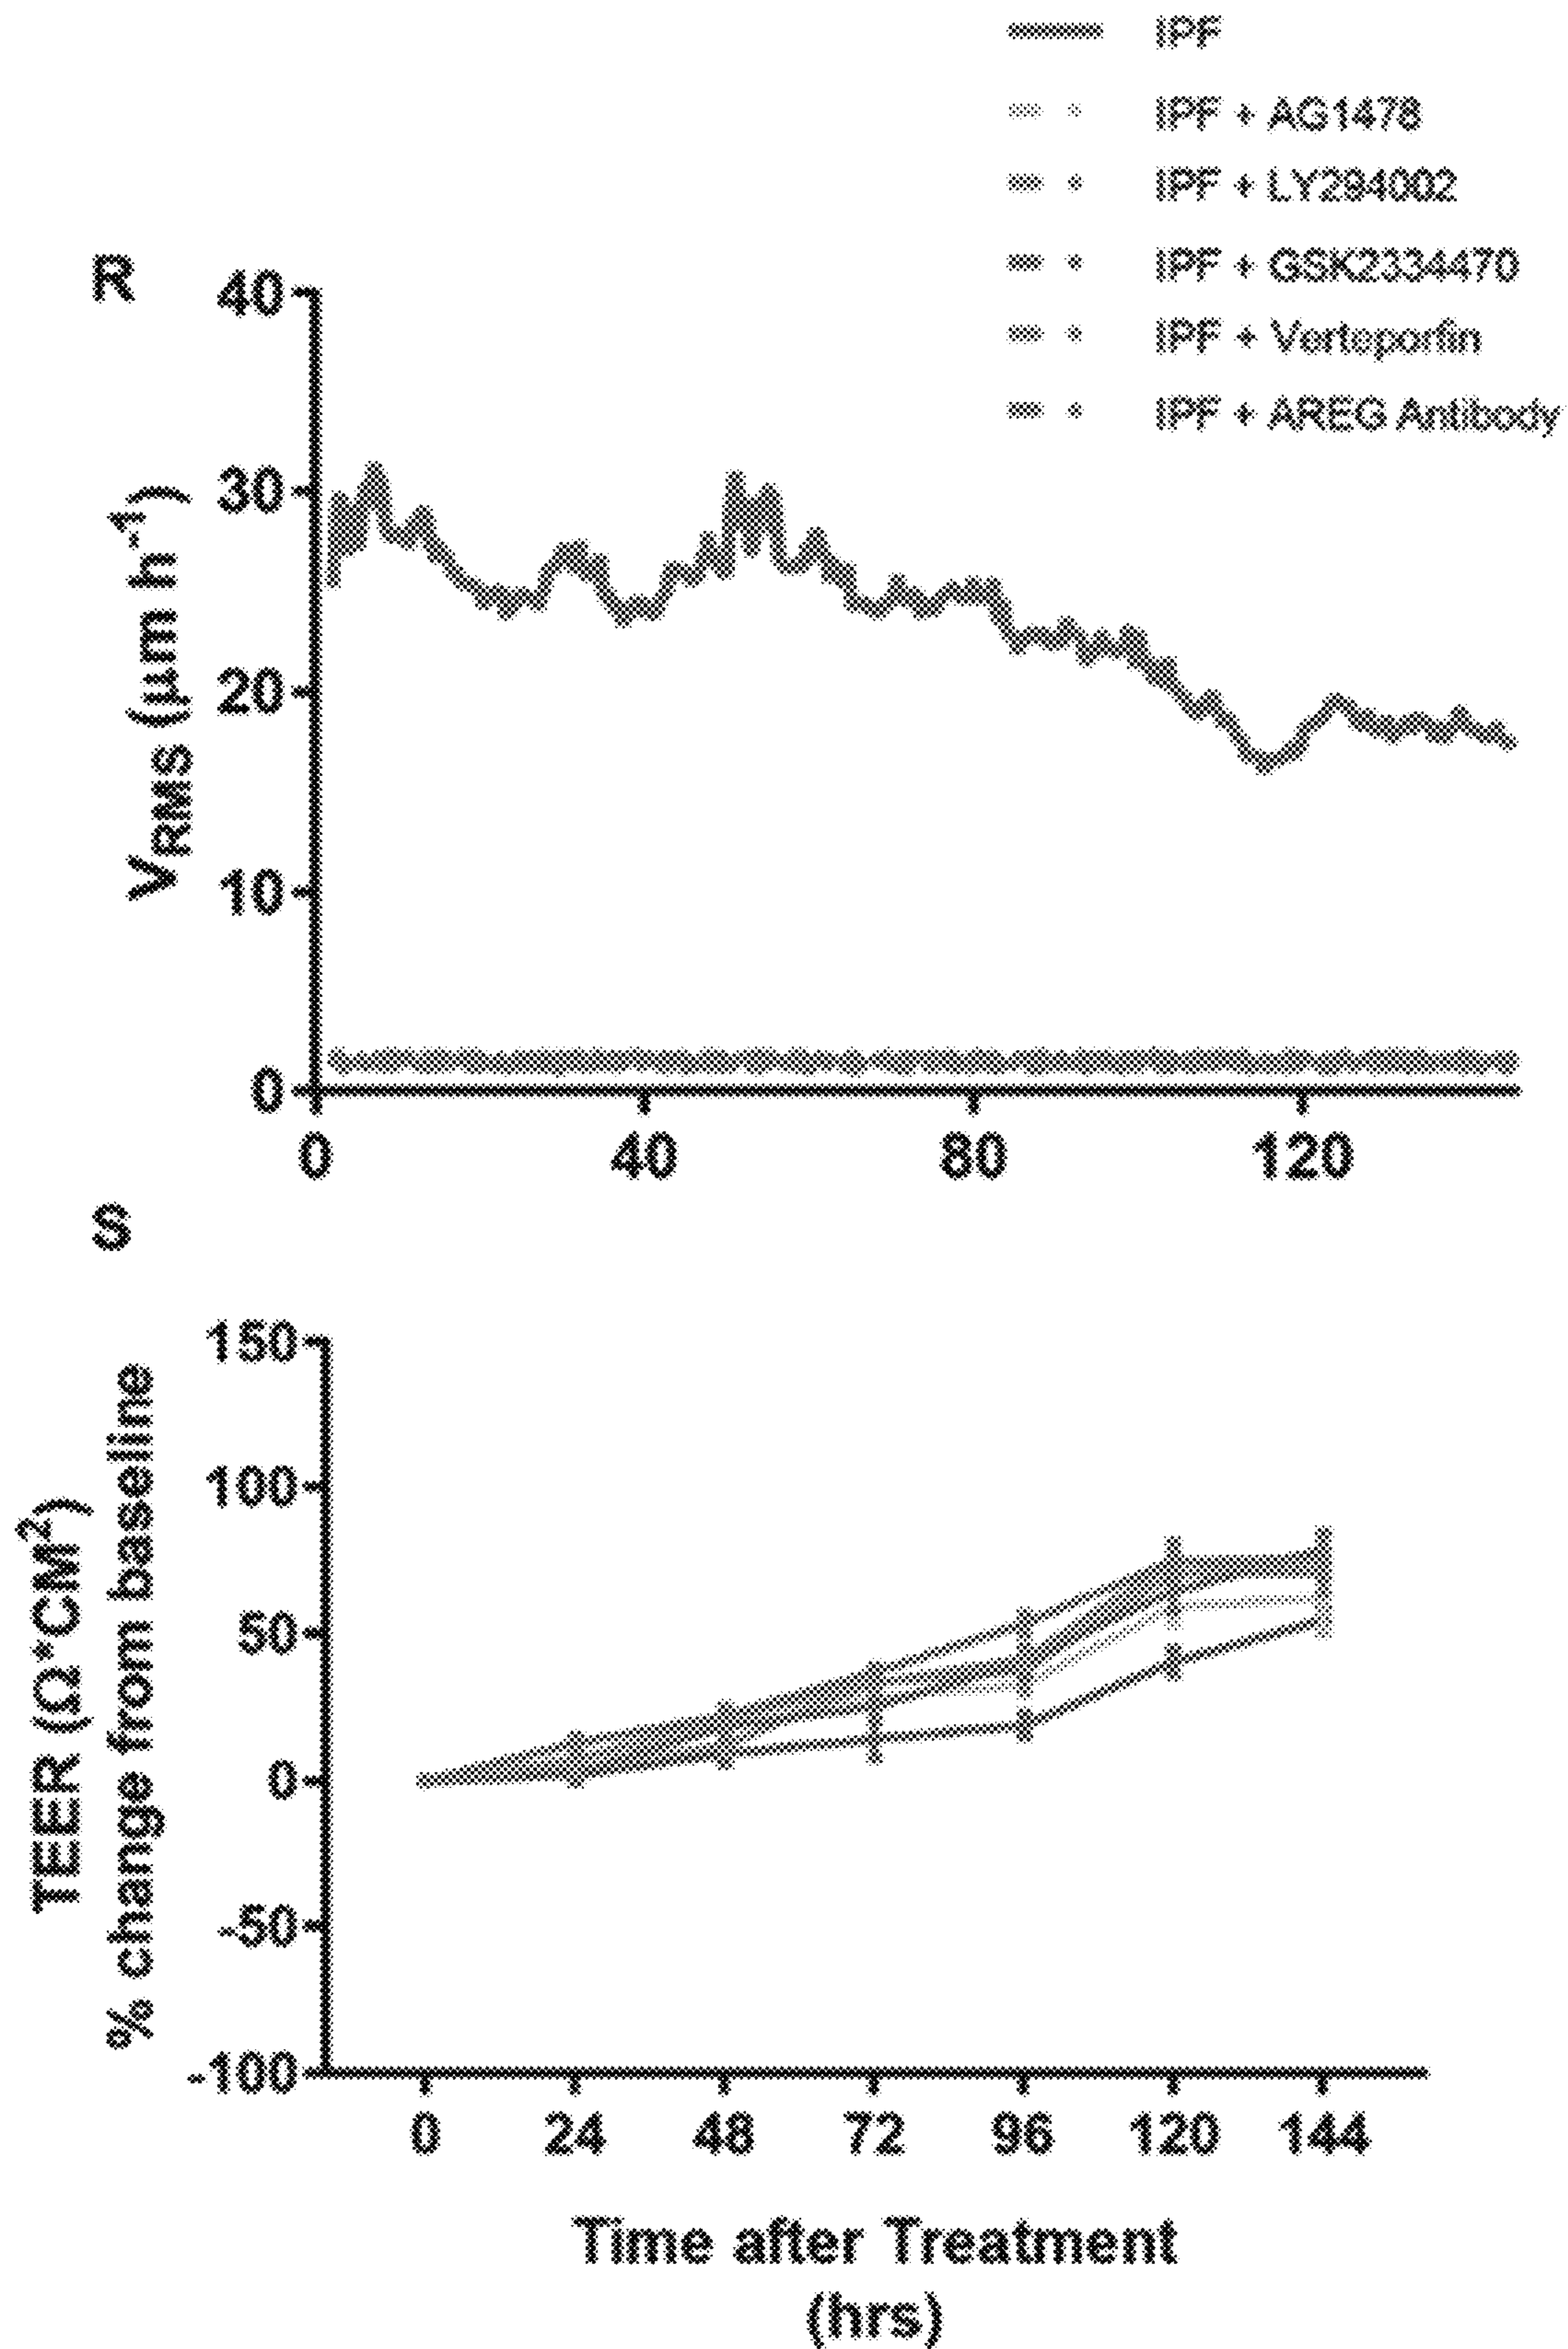 IPF
IPF + AG1478
IPF + LY294002
IPF + GSK2334470
IPF + Verteporfin
IPF + AREG Antibody
R
40
30
20
10
0
V_RMS (µm h⁻¹)
0 40 80 120
S
150
100
50
0
-50
-100
TEER (Ω*CM²)
% change from baseline
0 24 48 72 96 120 144
Time after Treatment
(hrs)